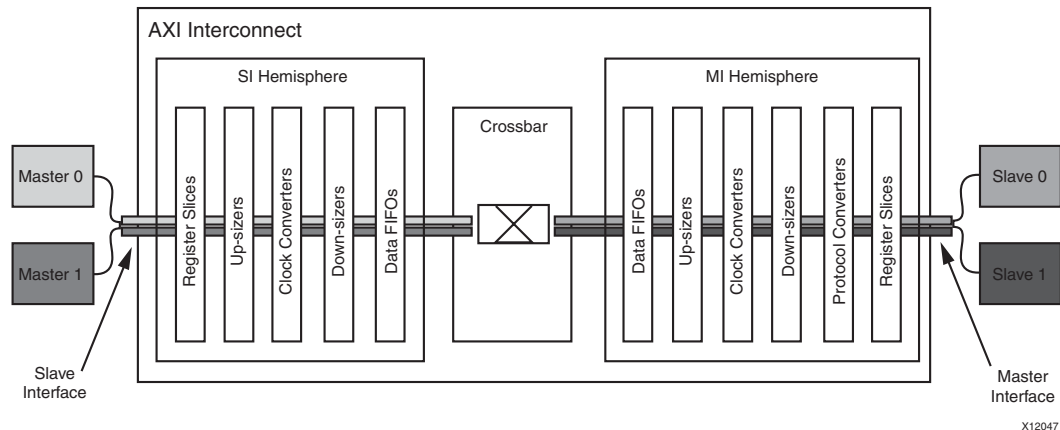 AXI Interconnect
SI Hemisphere
MI Hemisphere
Crossbar
Master 0
Master 1
Register Slices
Up-sizers
Clock Converters
Down-sizers
Data FIFOs
Data FIFOs
Up-sizers
Clock Converters
Down-sizers
Protocol Converters
Register Slices
Slave 0
Slave 1
Slave
Interface
Master
Interface
X12047